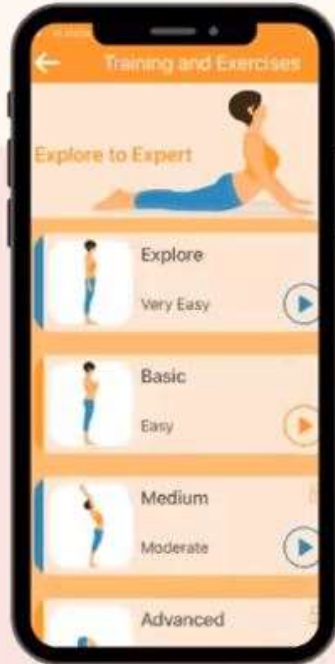 Training and Exercises
Explore to Expert
Explore
Very Easy
Basic
Easy
Medium
Moderate
Advanced